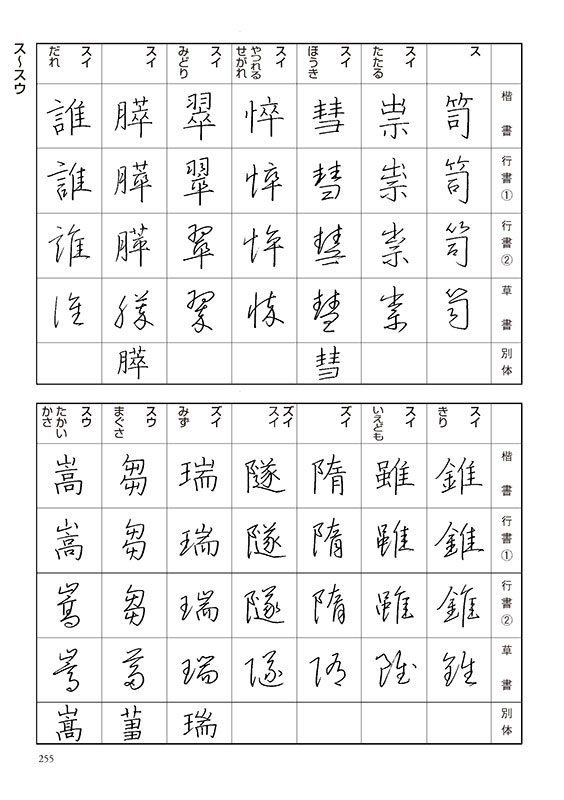 ス〜スウ
楷書 行書① 行書② 草書 別体
ス 笥 笥 笥 笥
スイ たたる 祟 祟 祟 祟
スイ ほうき 彗 彗 彗 彗 彗
スイ やつれる せがれ 悴 悴 悴 悴
スイ みどり 翠 翠 翠 翠
スイ 膵 膵 膵 膵 膵
スイ だれ 誰 誰 誰 誰
楷書 行書① 行書② 草書 別体
スイ きり 錐 錐 錐 錐
スイ いえども 雖 雖 雖 雖
ズイ 隋 隋 隋 隋
ズイ スイ 隧 隧 隧 隧
ズイ みず 瑞 瑞 瑞 瑞 瑞
スウ まぐさ 芻 芻 芻 芻
スウ たかい かさ 嵩 嵩 嵩 嵩 嵩
255